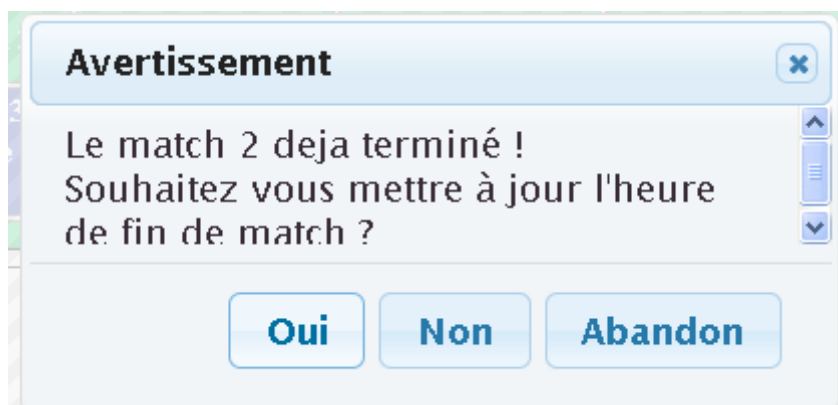 Avertissement
Le match 2 deja terminé !
Souhaitez vous mettre à jour l'heure
de fin de match ?
Oui
Non
Abandon